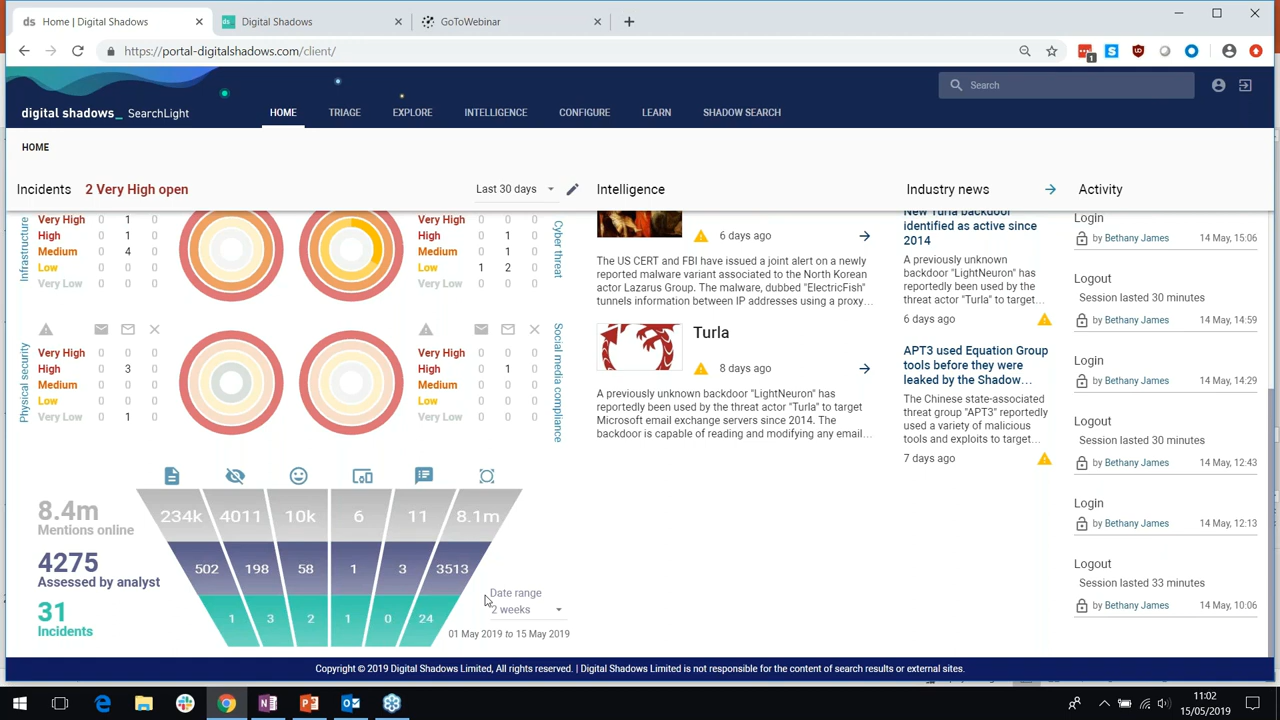 ds Home | Digital Shadows
ds Digital Shadows
GoToWebinar
https://portal-digitalshadows.com/client/
1
digital shadows_ SearchLight
HOME
TRIAGE
EXPLORE
INTELLIGENCE
CONFIGURE
LEARN
SHADOW SEARCH
Search
HOME
Incidents
2 Very High open
Last 30 days
Intelligence
Industry news
Activity
Infrastructure
Very High 1 0
High 1 0
Medium 4 0
Low 0 0
Very Low 0 0
Very High 0 0 0
High 0 1 0
Medium 0 1 0
Low 1 2 0
Very Low 0 0 0
Cyber threat
Physical security
Very High 0 0 0
High 0 3 0
Medium 0 0 0
Low 0 0 0
Very Low 0 1 0
Very High 0 0 0
High 0 1 0
Medium 0 0 0
Low 0 0 0
Very Low 0 0 0
Social media compliance
8.4m
Mentions online
234k 4011 10k 6 11 8.1m
4275
Assessed by analyst
502 198 58 1 3 3513
31
Incidents
1 3 2 1 0 24
Date range
2 weeks
01 May 2019 to 15 May 2019
6 days ago
The US CERT and FBI have issued a joint alert on a newly
reported malware variant associated to the North Korean
actor Lazarus Group. The malware, dubbed "ElectricFish"
tunnels information between IP addresses using a proxy…
Turla
8 days ago
A previously unknown backdoor "LightNeuron" has
reportedly been used by the threat actor "Turla" to target
Microsoft email exchange servers since 2014. The
backdoor is capable of reading and modifying any email…
New Turla backdoor
identified as active since
2014
A previously unknown
backdoor "LightNeuron" has
reportedly been used by the
threat actor "Turla" to target…
6 days ago
APT3 used Equation Group
tools before they were
leaked by the Shadow…
The Chinese state-associated
threat group "APT3" reportedly
used a variety of malicious
tools and exploits to target…
7 days ago
Login
by Bethany James 14 May, 15:06
Logout
Session lasted 30 minutes
by Bethany James 14 May, 14:59
Login
by Bethany James 14 May, 14:29
Logout
Session lasted 30 minutes
by Bethany James 14 May, 12:43
Login
by Bethany James 14 May, 12:13
Logout
Session lasted 33 minutes
by Bethany James 14 May, 10:06
Copyright © 2019 Digital Shadows Limited, All rights reserved. | Digital Shadows Limited is not responsible for the content of search results or external sites.
11:02
15/05/2019